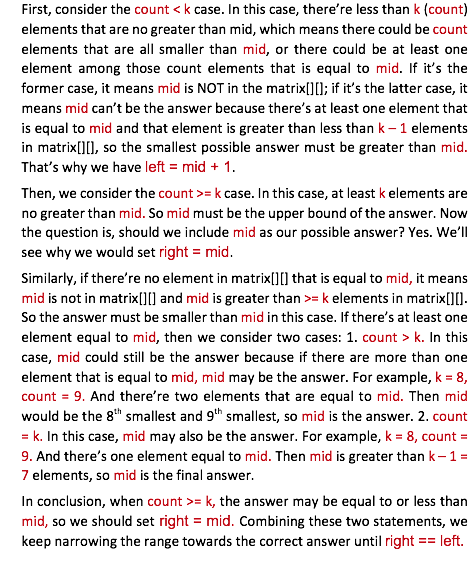 First, consider the count < k case. In this case, there're less than k (count)
elements that are no greater than mid, which means there could be count
elements that are all smaller than mid, or there could be at least one
element among those count elements that is equal to mid. If it's the
former case, it means mid is NOT in the matrix[][]; if it's the latter case, it
means mid can't be the answer because there's at least one element that
is equal to mid and that element is greater than less than k – 1 elements
in matrix[][], so the smallest possible answer must be greater than mid.
That's why we have left = mid + 1.
Then, we consider the count >= k case. In this case, at least k elements are
no greater than mid. So mid must be the upper bound of the answer. Now
the question is, should we include mid as our possible answer? Yes. We'll
see why we would set right = mid.
Similarly, if there're no element in matrix[][] that is equal to mid, it means
mid is not in matrix[][] and mid is greater than >= k elements in matrix[][].
So the answer must be smaller than mid in this case. If there's at least one
element equal to mid, then we consider two cases: 1. count > k. In this
case, mid could still be the answer because if there are more than one
element that is equal to mid, mid may be the answer. For example, k = 8,
count = 9. And there're two elements that are equal to mid. Then mid
would be the 8th smallest and 9th smallest, so mid is the answer. 2. count
= k. In this case, mid may also be the answer. For example, k = 8, count =
9. And there's one element equal to mid. Then mid is greater than k – 1 =
7 elements, so mid is the final answer.
In conclusion, when count >= k, the answer may be equal to or less than
mid, so we should set right = mid. Combining these two statements, we
keep narrowing the range towards the correct answer until right == left.